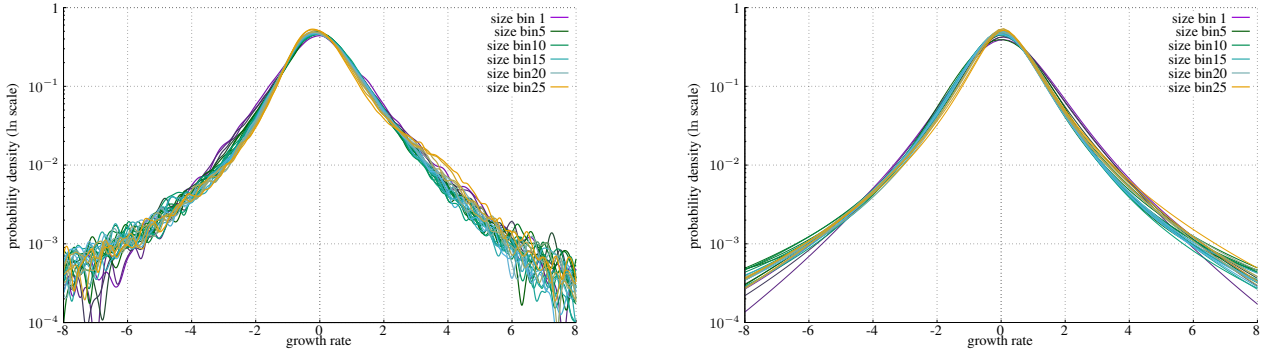 1
10⁻¹
10⁻²
10⁻³
10⁻⁴
-8 -6 -4 -2 0 2 4 6 8
probability density (ln scale)
growth rate
size bin 1
size bin5
size bin10
size bin15
size bin20
size bin25
1
10⁻¹
10⁻²
10⁻³
10⁻⁴
-8 -6 -4 -2 0 2 4 6 8
probability density (ln scale)
growth rate
size bin 1
size bin5
size bin10
size bin15
size bin20
size bin25